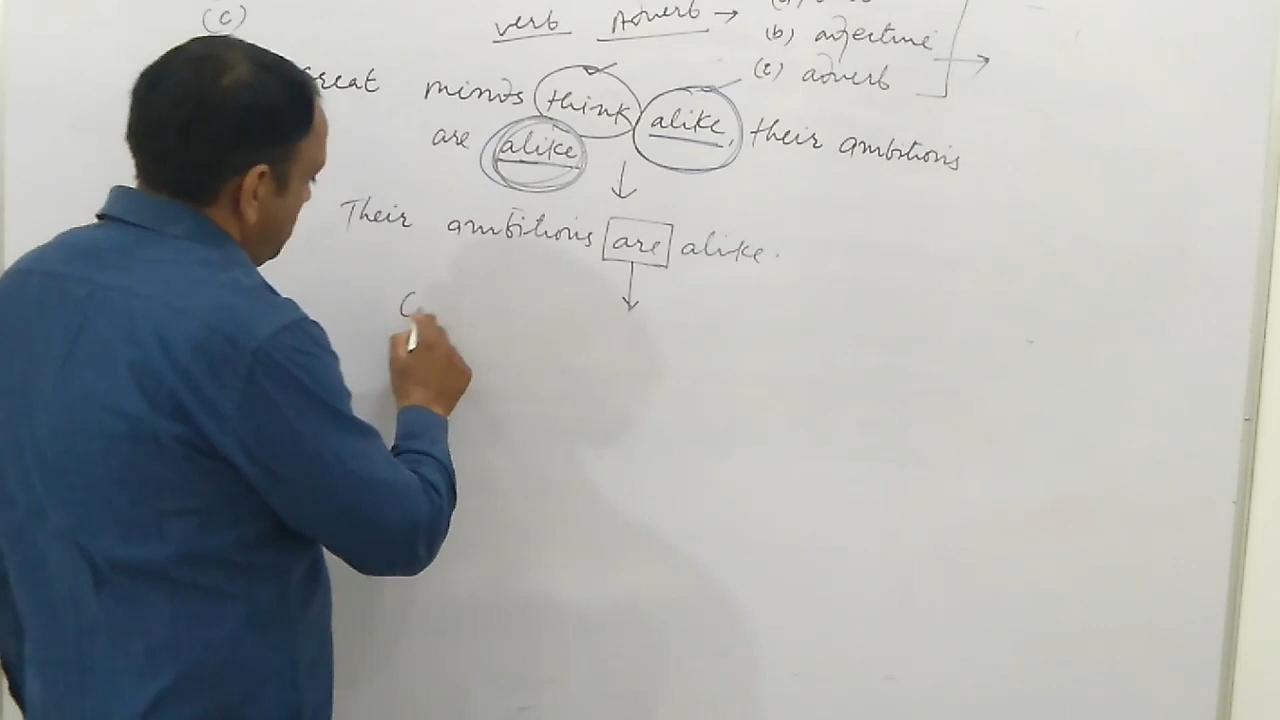 (c)
verb Adverb →
(b) adjective
(c) adverb
Great minds think alike, their ambitions
are alike
Their ambitions are alike.
(